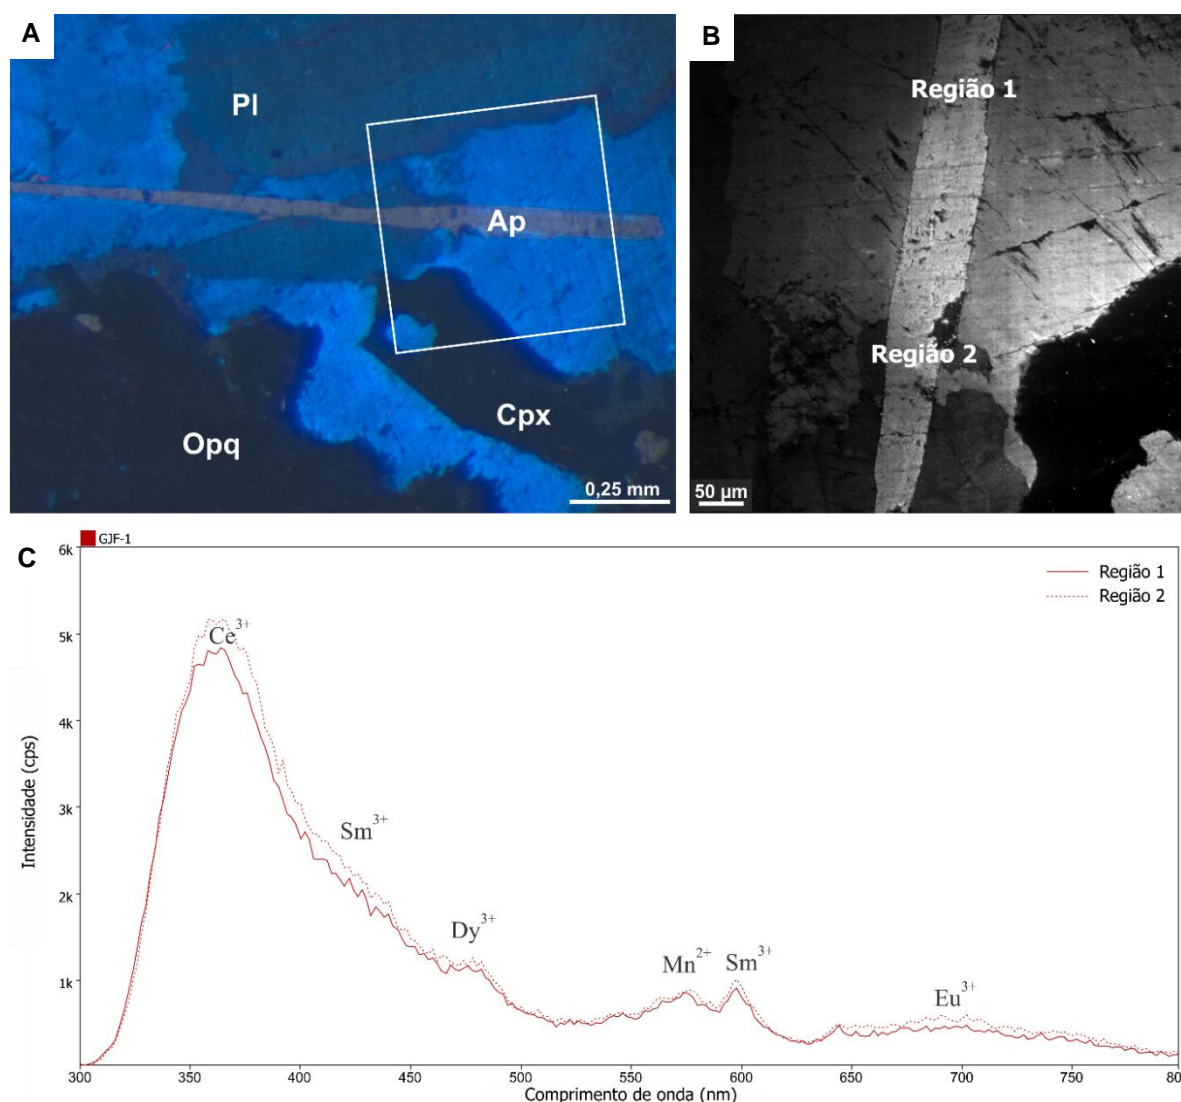 A
Pl
Ap
Cpx
Opq
0,25 mm
B
Região 1
Região 2
50 µm
C
GJF-1
Região 1
Região 2
6k
5k
4k
3k
2k
1k
Intensidade (cps)
Ce3+
Sm3+
Dy3+
Mn2+
Sm3+
Eu3+
300 350 400 450 500 550 600 650 700 750 80
Comprimento de onda (nm)